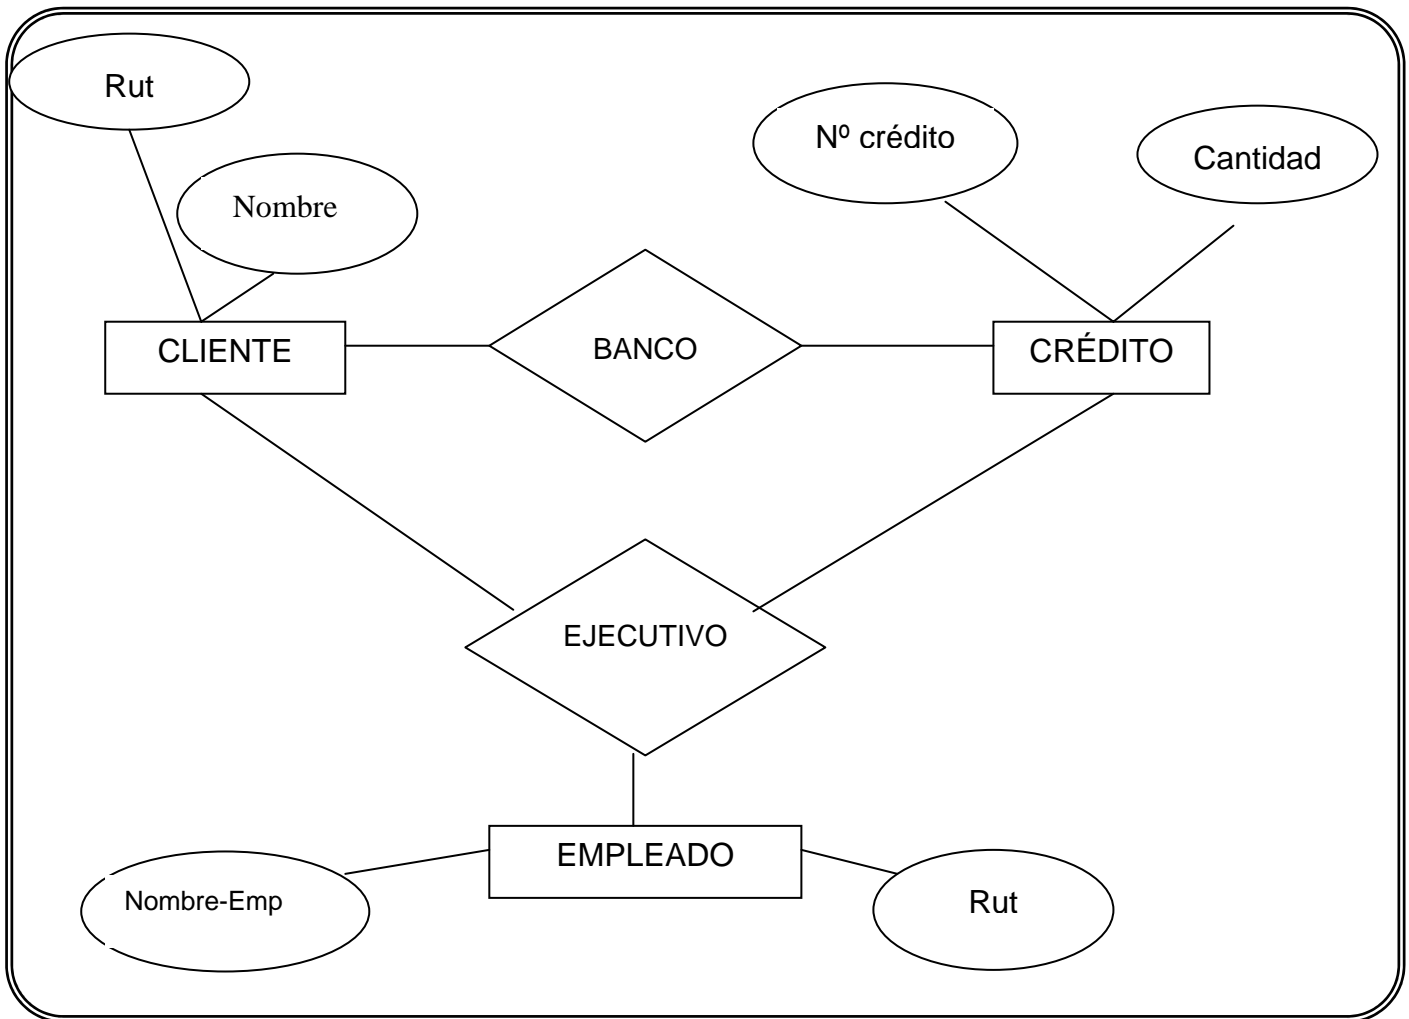 Rut
Nombre
Nº crédito
Cantidad
CLIENTE
BANCO
CRÉDITO
EJECUTIVO
EMPLEADO
Nombre-Emp
Rut